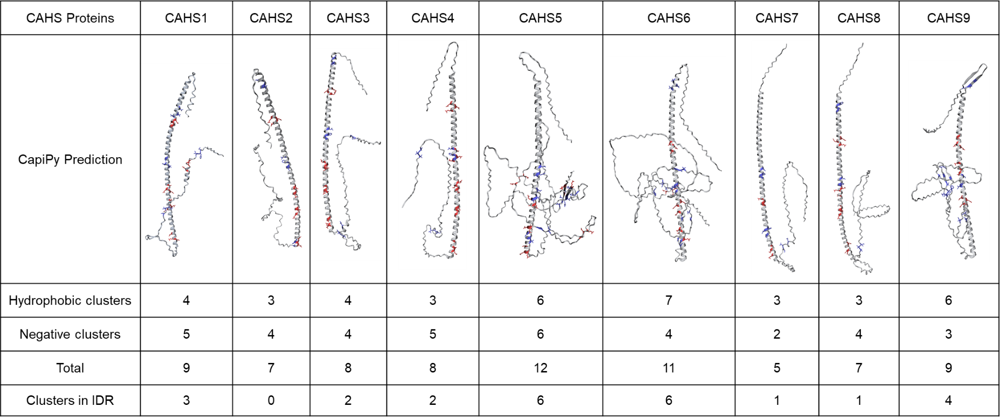 CAHS Proteins CAHS1 CAHS2 CAHS3 CAHS4 CAHS5 CAHS6 CAHS7 CAHS8 CAHS9
CapiPy Prediction
Hydrophobic clusters 4 3 4 3 6 7 3 3 6
Negative clusters 5 4 4 5 6 4 2 4 3
Total 9 7 8 8 12 11 5 7 9
Clusters in IDR 3 0 2 2 6 6 1 1 4